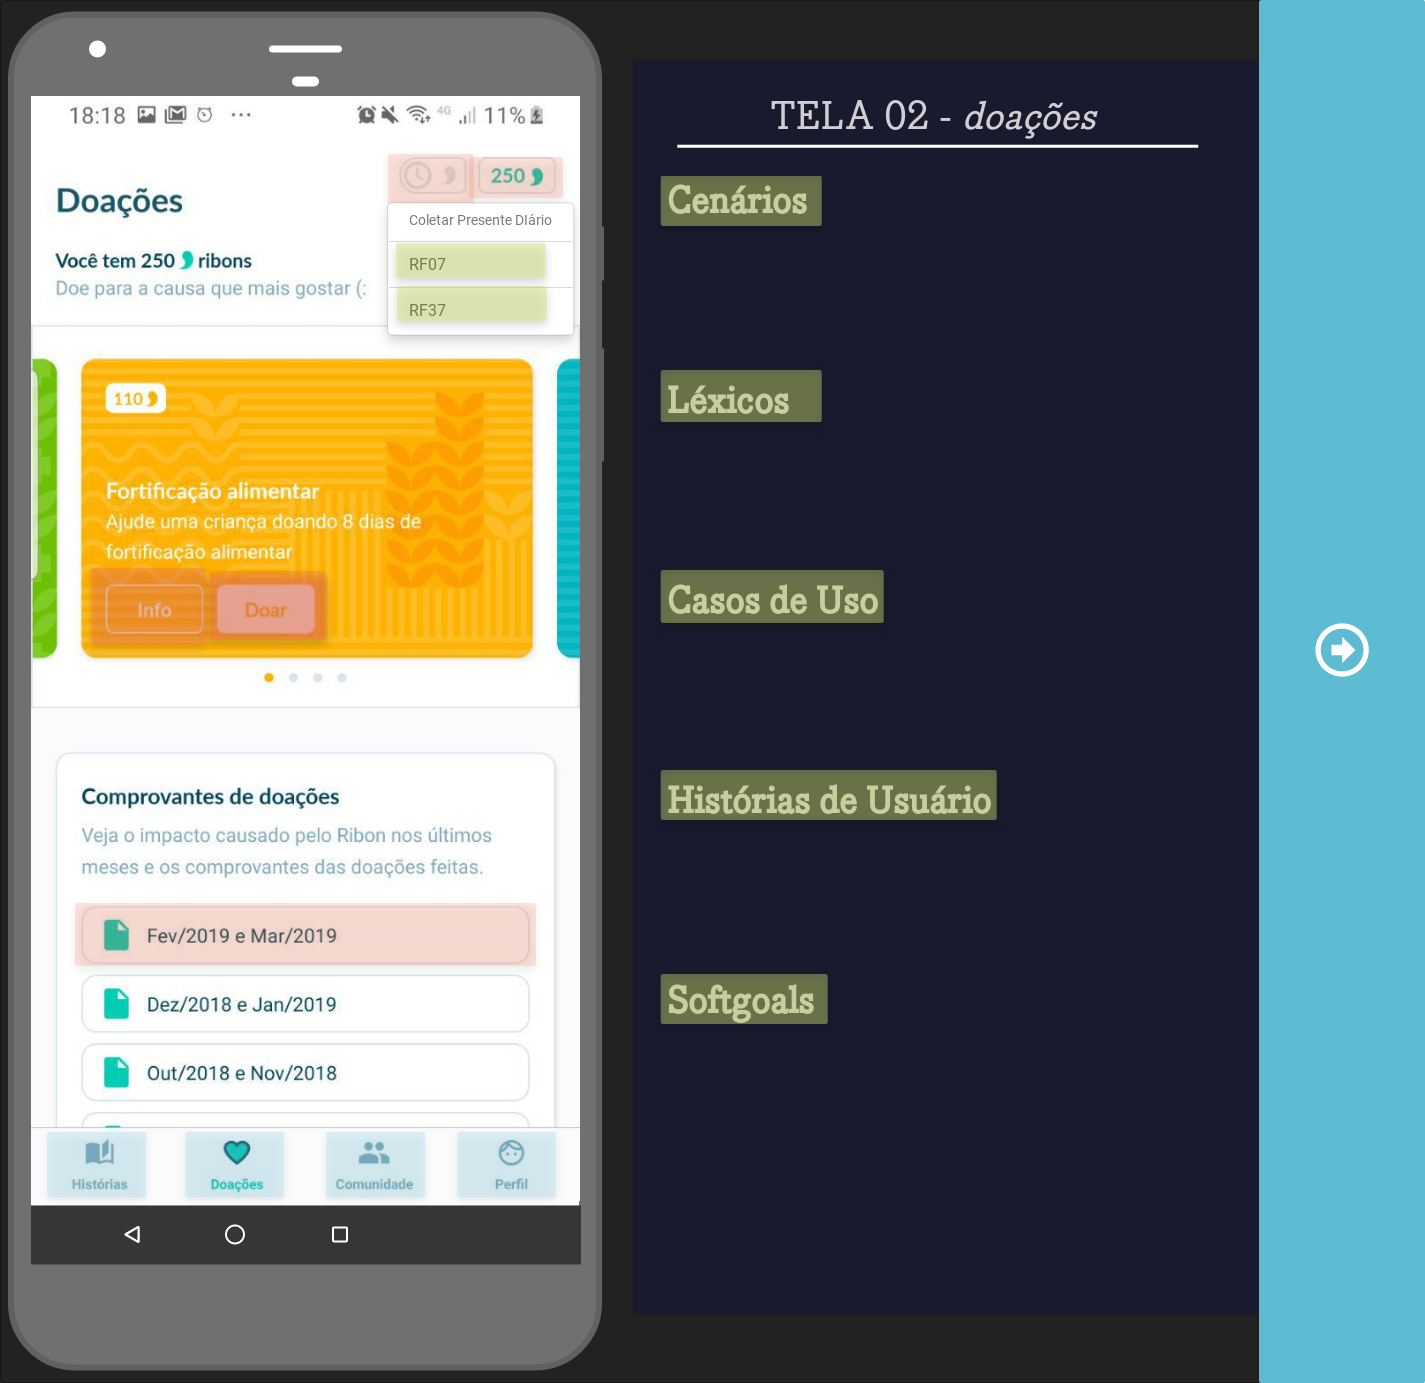 18:18
4G
11%
Doações
250
Coletar Presente DIário
RF07
RF37
Você tem 250 ribons
Doe para a causa que mais gostar (:
110
Fortificação alimentar
Ajude uma criança doando 8 dias de
fortificação alimentar
Info
Doar
Comprovantes de doações
Veja o impacto causado pelo Ribon nos últimos
meses e os comprovantes das doações feitas.
Fev/2019 e Mar/2019
Dez/2018 e Jan/2019
Out/2018 e Nov/2018
Histórias
Doações
Comunidade
Perfil
TELA 02 - doações
Cenários
Léxicos
Casos de Uso
Histórias de Usuário
Softgoals